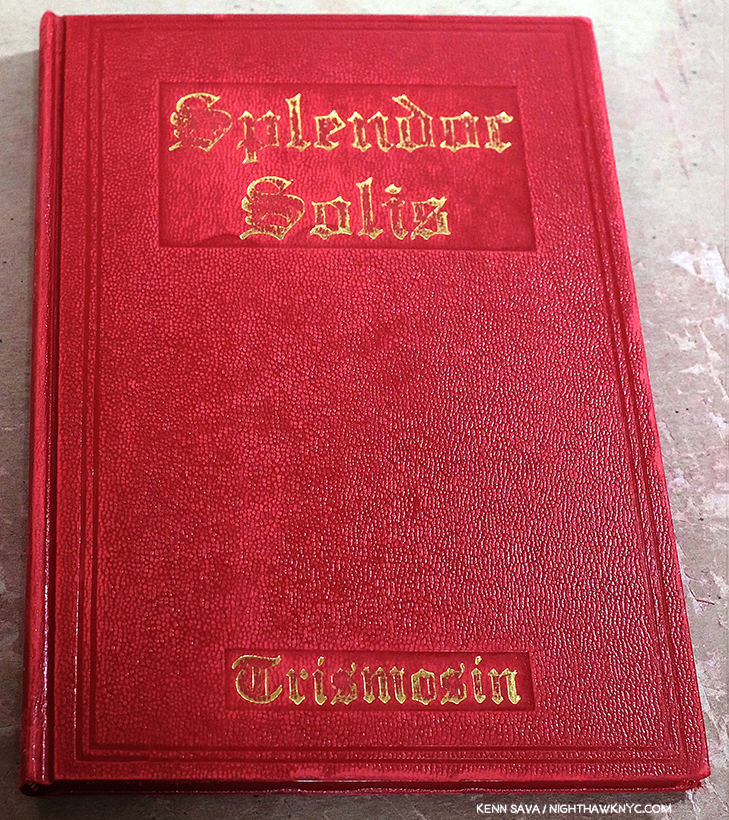 Splendor
Solis
Trismosin
KENN SAVA / NIGHTHAWKNYC.COM